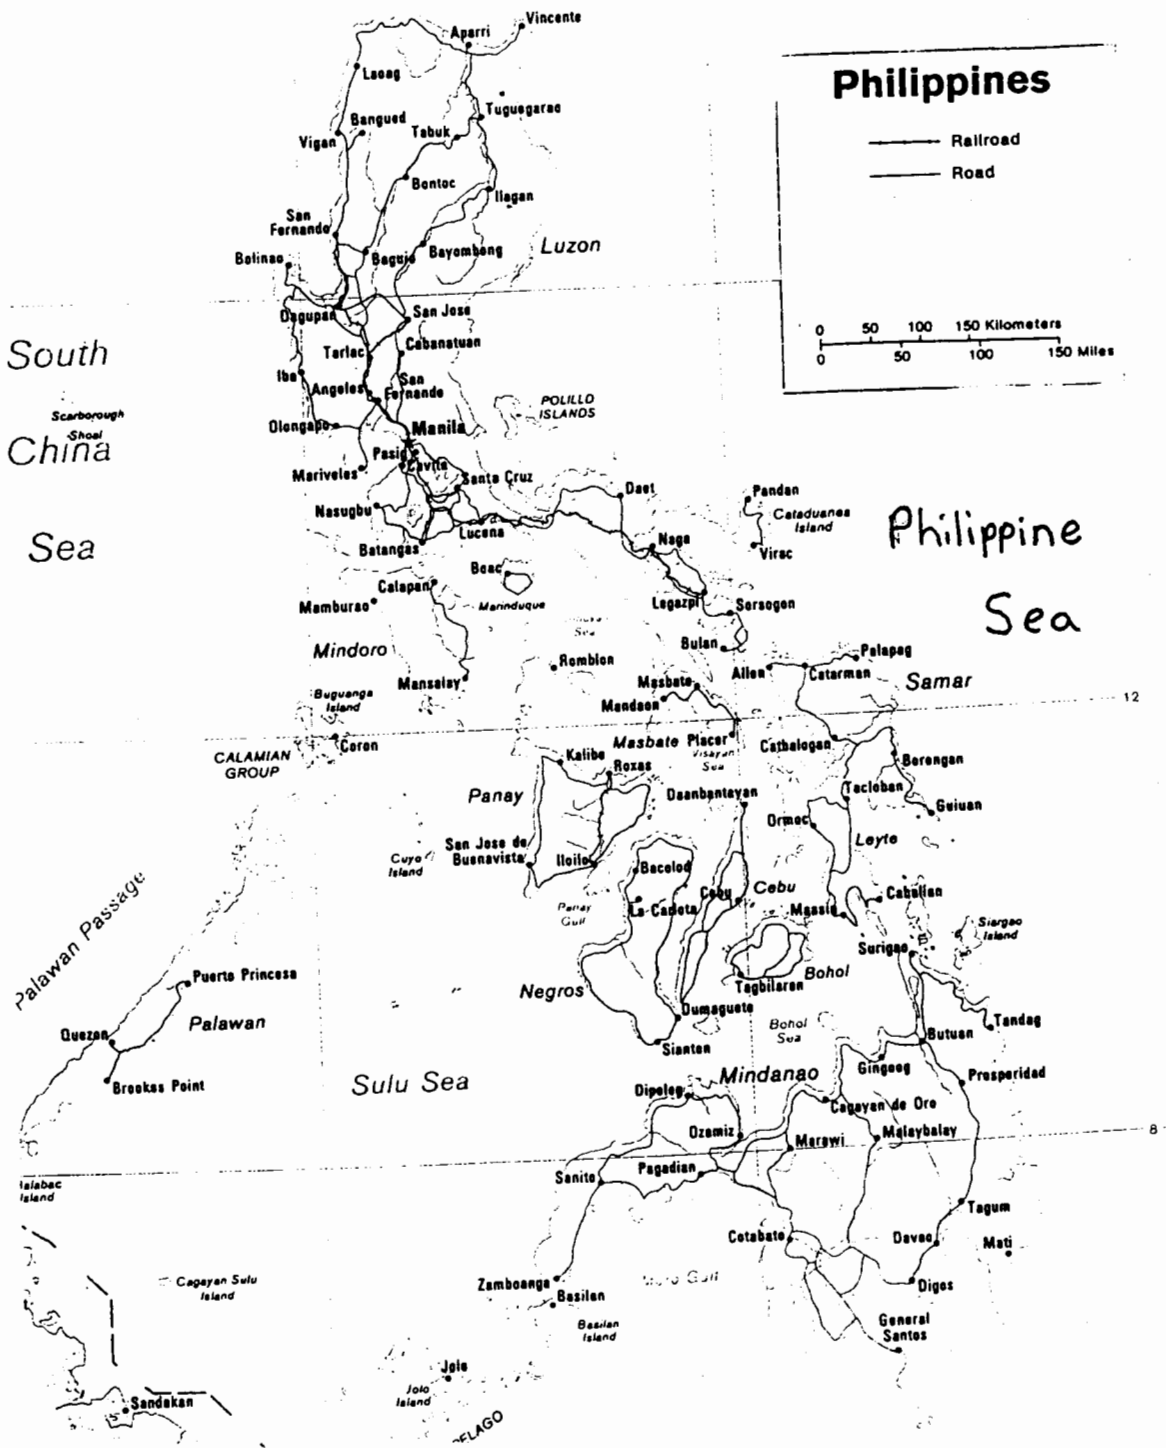 Vincente
Aparri
Laoag
Philippines
Railroad
Road
Tuguegarao
Bangued
Vigan
Tabuk
Bontoc
Ilagan
San
Fernando
Luzon
Bolinao
Baguio
Bayombong
Dagupan
San Jose
0 50 100 150 Kilometers
0 50 100 150 Miles
South
Tarlac
Cabanatuan
Iba
Angeles
San
Fernando
Scarborough
Shoal
POLILLO
ISLANDS
Olongapo
Manila
China
Pasig
Cavite
Mariveles
Santa Cruz
Daet
Pandan
Nasugbu
Cataduanes
Island
Philippine
Sea
Lucena
Naga
Virac
Batangas
Boac
Calapan
Mamburao
Marinduque
Legazpi
Sorsogon
Sea
Sea
Mindoro
Bulan
Palapag
Romblon
Allen
Catarman
Mansalay
Masbate
Samar
Buguanga
Island
Mandaon
12
Coron
Masbate
Placer
Catbalogan
CALAMIAN
GROUP
Kalibo
Visayan
Sea
Borongan
Roxas
Panay
Daanbantayan
Tacloban
Guiuan
Ormoc
Leyte
San Jose de
Buenavista
Cuyo
Island
Iloilo
Bacolod
Cebu
Cebu
Cabalian
Panay
Gulf
La Carlota
Maasin
Siargao
Island
Palawan Passage
Surigao
Puerto Princesa
Negros
Tagbilaran
Bohol
Dumaguete
Palawan
Bohol
Sea
Tandag
Quezon
Butuan
Siaton
Gingoog
Brookes Point
Sulu Sea
Mindanao
Prosperidad
Dipolog
Cagayan de Oro
Ozamiz
Marawi
Malaybalay
8
Pagadian
Sanito
Island
Tagum
Cotabato
Davao
Mati
Zamboanga
Moro Gulf
Cagayan Sulu
Island
Basilan
Digos
Basilan
Island
General
Santos
Jolo
Jolo
Island
Sandakan